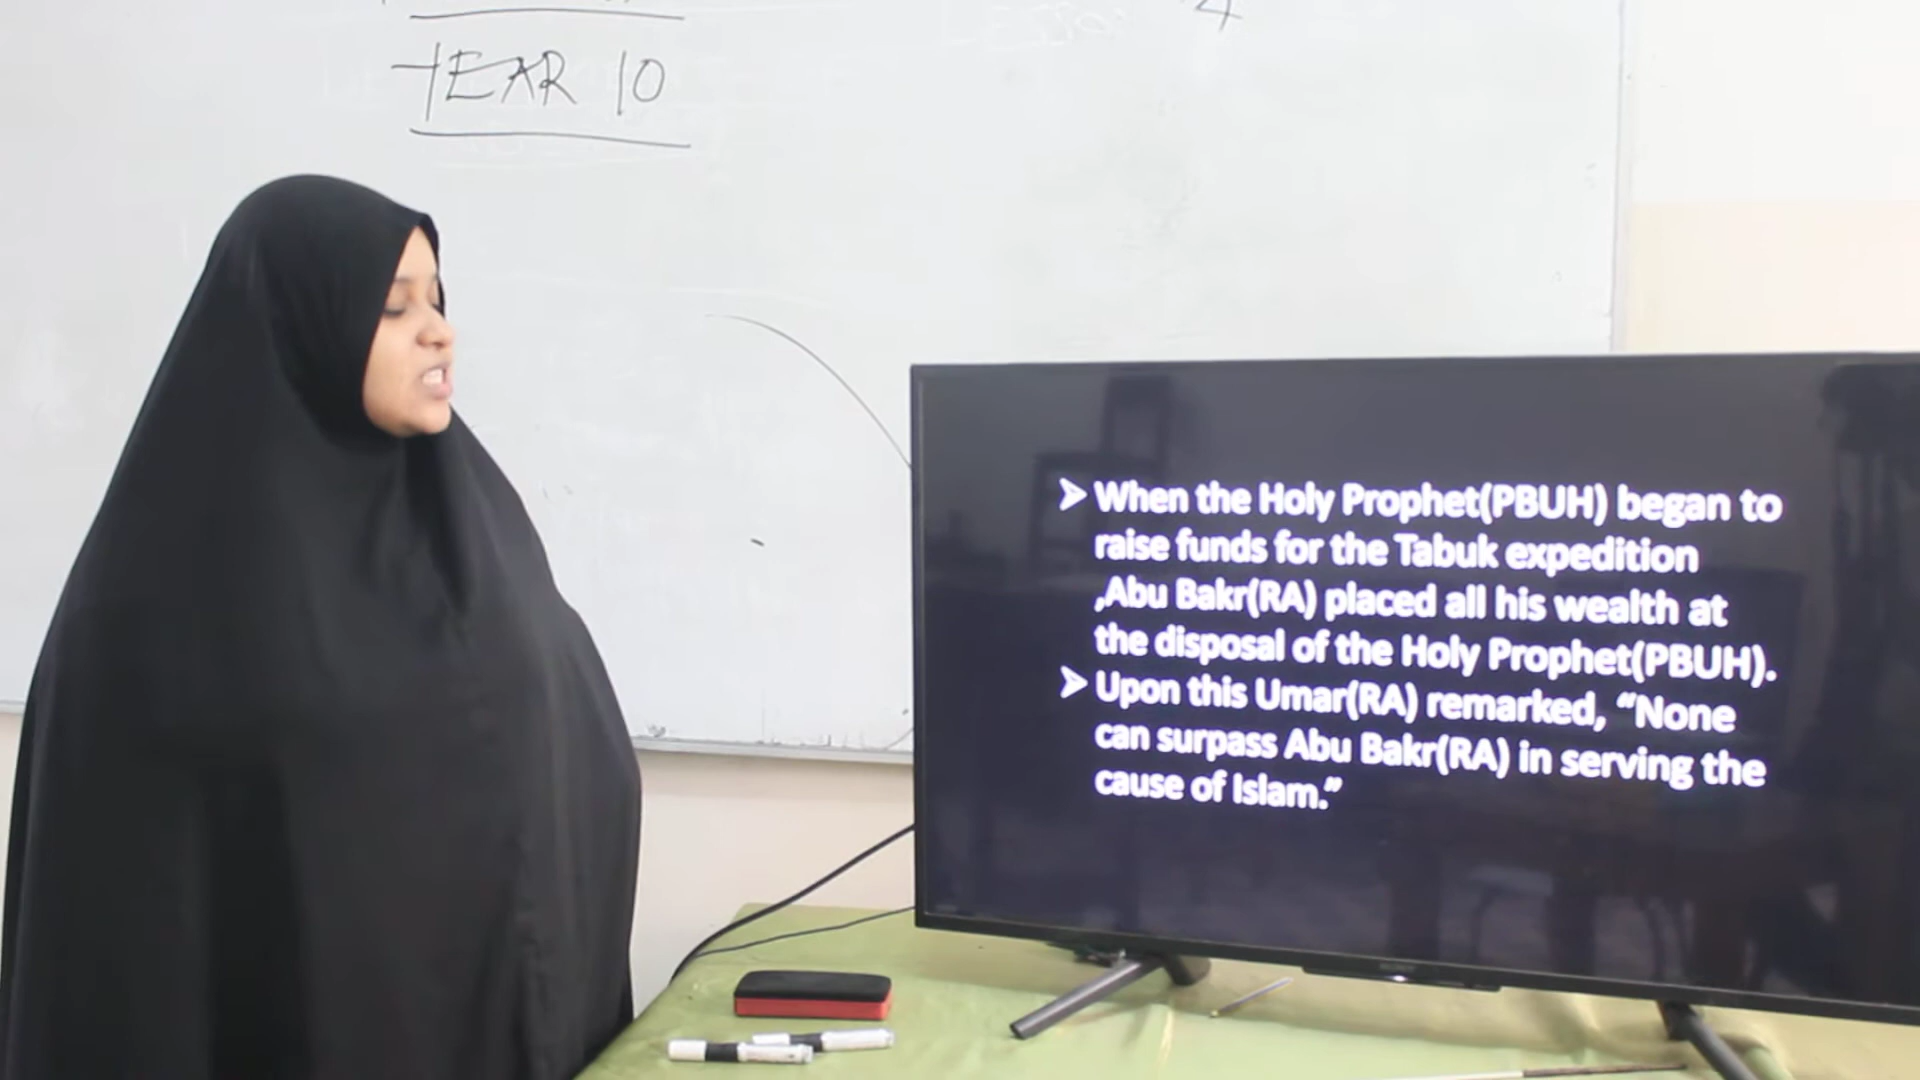 YEAR 10
➤ When the Holy Prophet(PBUH) began to
raise funds for the Tabuk expedition
,Abu Bakr(RA) placed all his wealth at
the disposal of the Holy Prophet(PBUH).
➤ Upon this Umar(RA) remarked, “None
can surpass Abu Bakr(RA) in serving the
cause of Islam.”